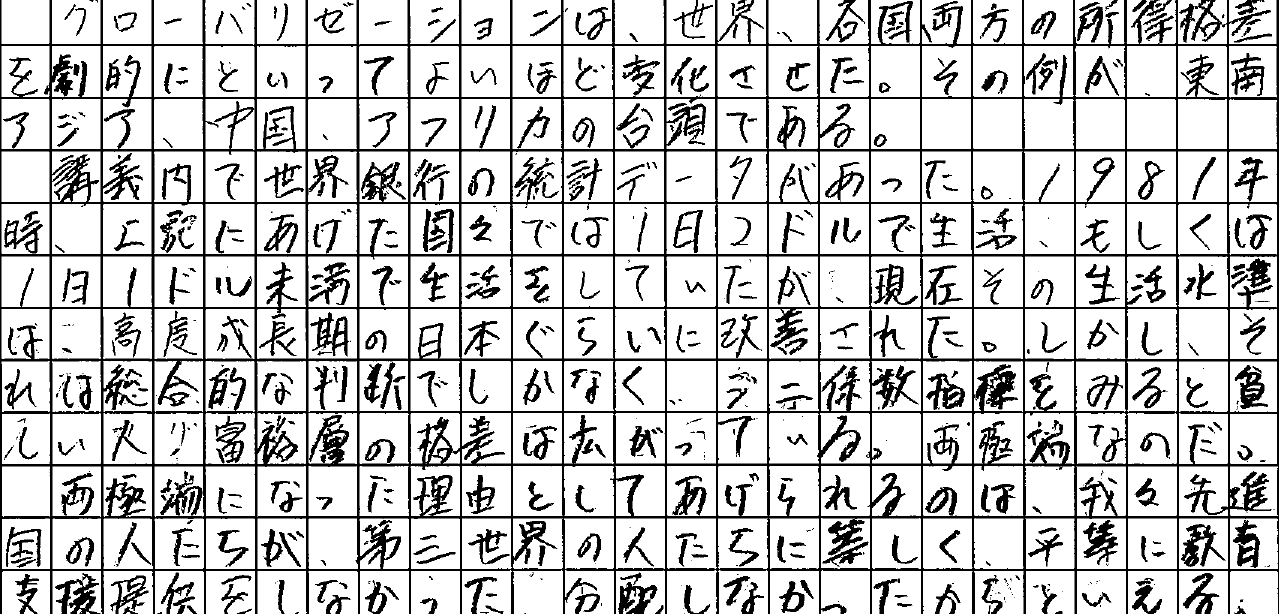 グローバリゼーションは、世界、各国両方の所得格差
を劇的にといってよいほど変化させた。その例が、東南
アジア、中国、アフリカの台頭である。
講義内で世界銀行の統計データがあった。1981年
時、上記にあげた国々では1日2ドルで生活、もしくは
1日1ドル未満で生活をしていたが、現在その生活水準
は、高度成長期の日本ぐらいに改善された。しかし、そ
れは総合的な判断でしかなく、ジニ係数指標をみると貧
しい人り富裕層の格差は広がっている。両極端なのだ。
両極端になった理由としてあげられるのは、我々先進
国の人たちが、第三世界の人たちに等しく、平等に教育
支援提供をしなかった、分配しなかったからといえる。